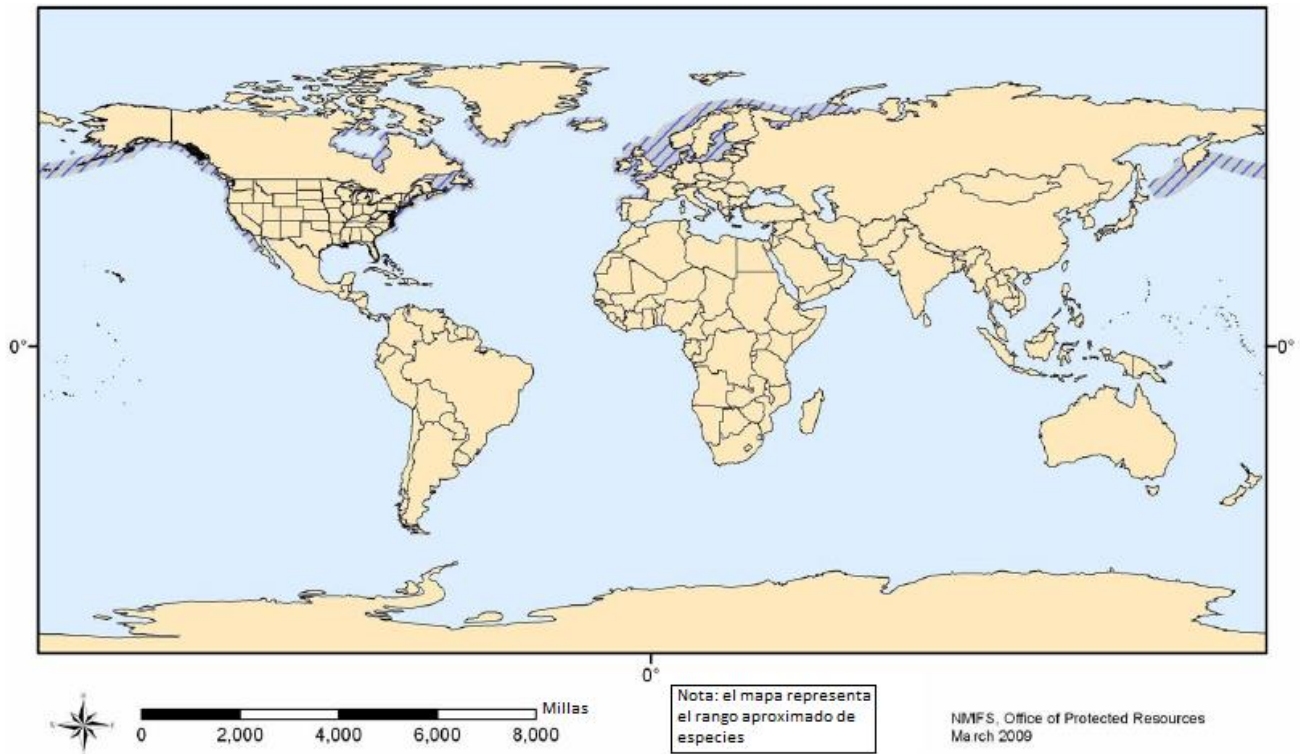 0°
0°
0°
Millas
0 2,000 4,000 6,000 8,000
Nota: el mapa representa
el rango aproximado de
especies
NMFS, Office of Protected Resources
March 2009